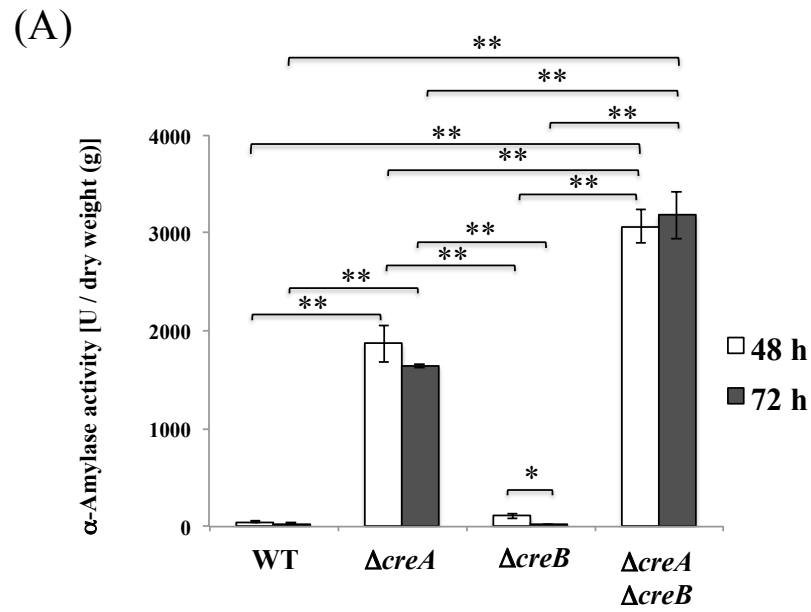 (A)
**
**
**
**
**
**
**
**
**
**
*
α-Amylase activity [U / dry weight (g)]
4000
3000
2000
1000
0
48 h
72 h
WT
ΔcreA
ΔcreB
ΔcreA
ΔcreB